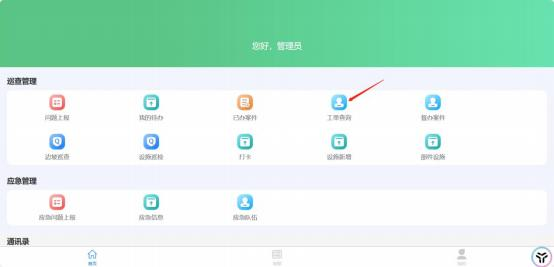 您好，管理员
巡查管理
问题上报 我的待办 已办案件 工单查询 督办案件
边坡巡查 设施巡检 打卡 设施新增 部件设施
应急管理
应急问题上报 应急信息 应急队伍
通讯录
首页